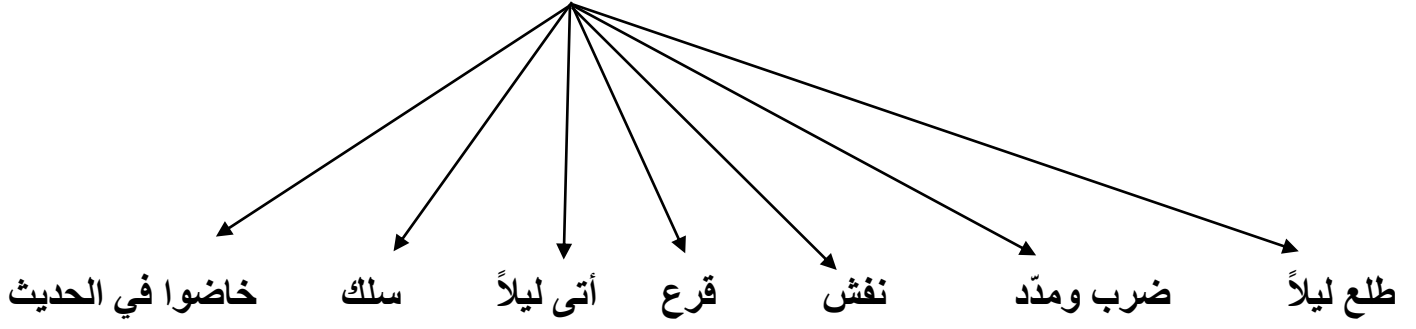 طلع ليلاً ضرب ومدّد نفش قرع أتى ليلاً سلك خاضوا في الحديث